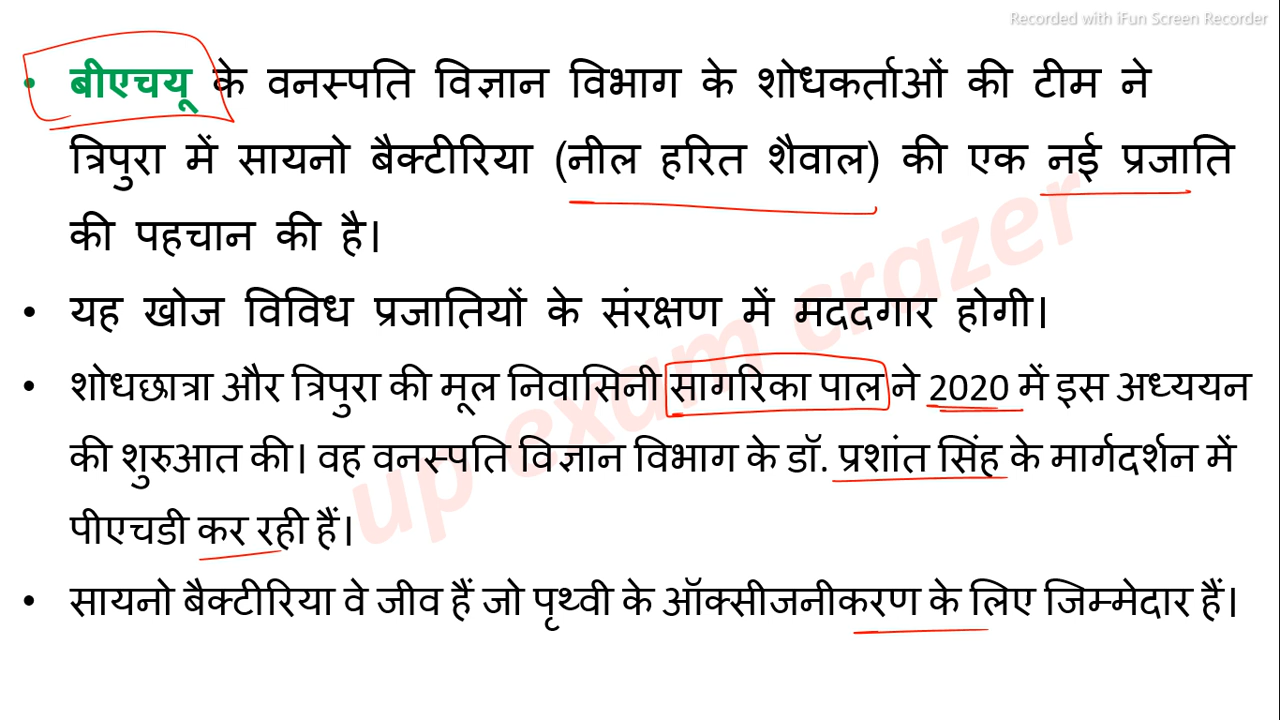 Recorded with iFun Screen Recorder
• बीएचयू के वनस्पति विज्ञान विभाग के शोधकर्ताओं की टीम ने
त्रिपुरा में सायनो बैक्टीरिया (नील हरित शैवाल) की एक नई प्रजाति
की पहचान की है।
• यह खोज विविध प्रजातियों के संरक्षण में मददगार होगी।
• शोधछात्रा और त्रिपुरा की मूल निवासिनी सागरिका पाल ने 2020 में इस अध्ययन
की शुरुआत की। वह वनस्पति विज्ञान विभाग के डॉ. प्रशांत सिंह के मार्गदर्शन में
पीएचडी कर रही हैं।
• सायनो बैक्टीरिया वे जीव हैं जो पृथ्वी के ऑक्सीजनीकरण के लिए जिम्मेदार हैं।
up exam crazer